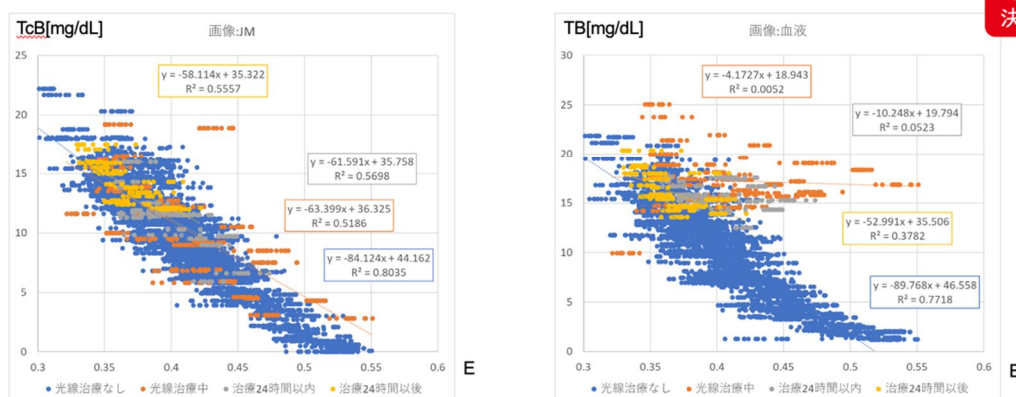 TcB[mg/dL]
画像:JM
25
20
15
10
5
0
0.3
0.35
0.4
0.45
0.5
0.55
0.6
E
y = -58.114x + 35.322
R² = 0.5557
y = -61.591x + 35.758
R² = 0.5698
y = -63.399x + 36.325
R² = 0.5186
y = -84.124x + 44.162
R² = 0.8035
光線治療なし 光線治療中 治療24時間以内 治療24時間以後
決
TB[mg/dL]
画像:血液
30
25
20
15
10
5
0
0.3
0.35
0.4
0.45
0.5
0.55
0.6
E
y = -4.1727x + 18.943
R² = 0.0052
y = -10.248x + 19.794
R² = 0.0523
y = -52.991x + 35.506
R² = 0.3782
y = -89.768x + 46.558
R² = 0.7718
光線治療なし 光線治療中 治療24時間以内 治療24時間以後